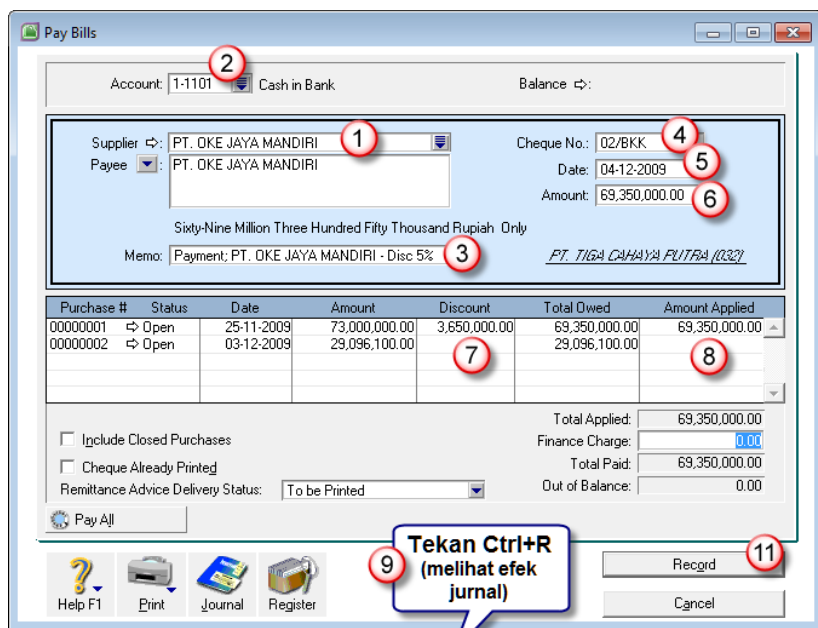 Pay Bills
2
Account: 1-1101 Cash in Bank Balance :
Supplier : PT. OKE JAYA MANDIRI 1 Cheque No.: 02/BKK 4
Payee : PT. OKE JAYA MANDIRI Date: 04-12-2009 5
Amount: 69,350,000.00 6
Sixty-Nine Million Three Hundred Fifty Thousand Rupiah Only
Memo: Payment; PT. OKE JAYA MANDIRI - Disc 5% 3 PT. TIGA CAHAYA PUTRA (032)
Purchase # Status Date Amount Discount Total Owed Amount Applied
00000001 Open 25-11-2009 73,000,000.00 3,650,000.00 69,350,000.00 69,350,000.00
00000002 Open 03-12-2009 29,096,100.00 29,096,100.00
7 8
Total Applied: 69,350,000.00
Include Closed Purchases Finance Charge: 0.00
Cheque Already Printed Total Paid: 69,350,000.00
Remittance Advice Delivery Status: To be Printed Out of Balance: 0.00
Pay All
9 Tekan Ctrl+R
(melihat efek
jurnal)
Record 11
Help F1 Print Journal Register Cancel